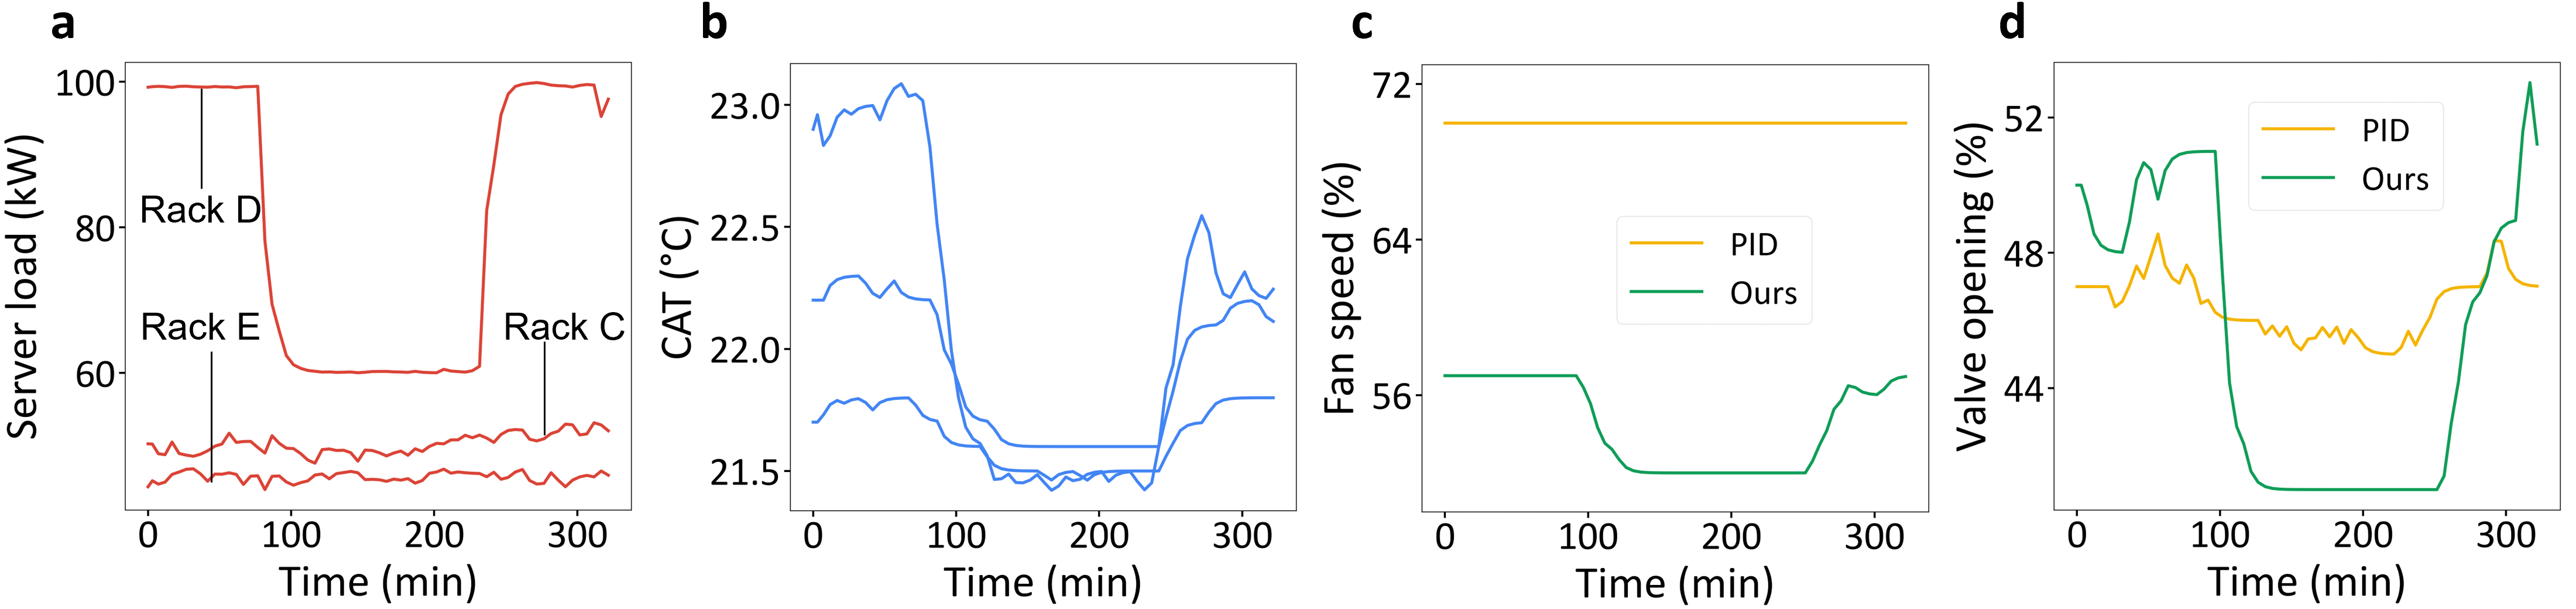 a
Server load (kW)
100
80
60
Rack D
Rack E
Rack C
0
100
200
300
Time (min)
b
CAT (°C)
23.0
22.5
22.0
21.5
0
100
200
300
Time (min)
c
Fan speed (%)
72
64
56
PID
Ours
0
100
200
300
Time (min)
d
Valve opening (%)
52
48
44
PID
Ours
0
100
200
300
Time (min)